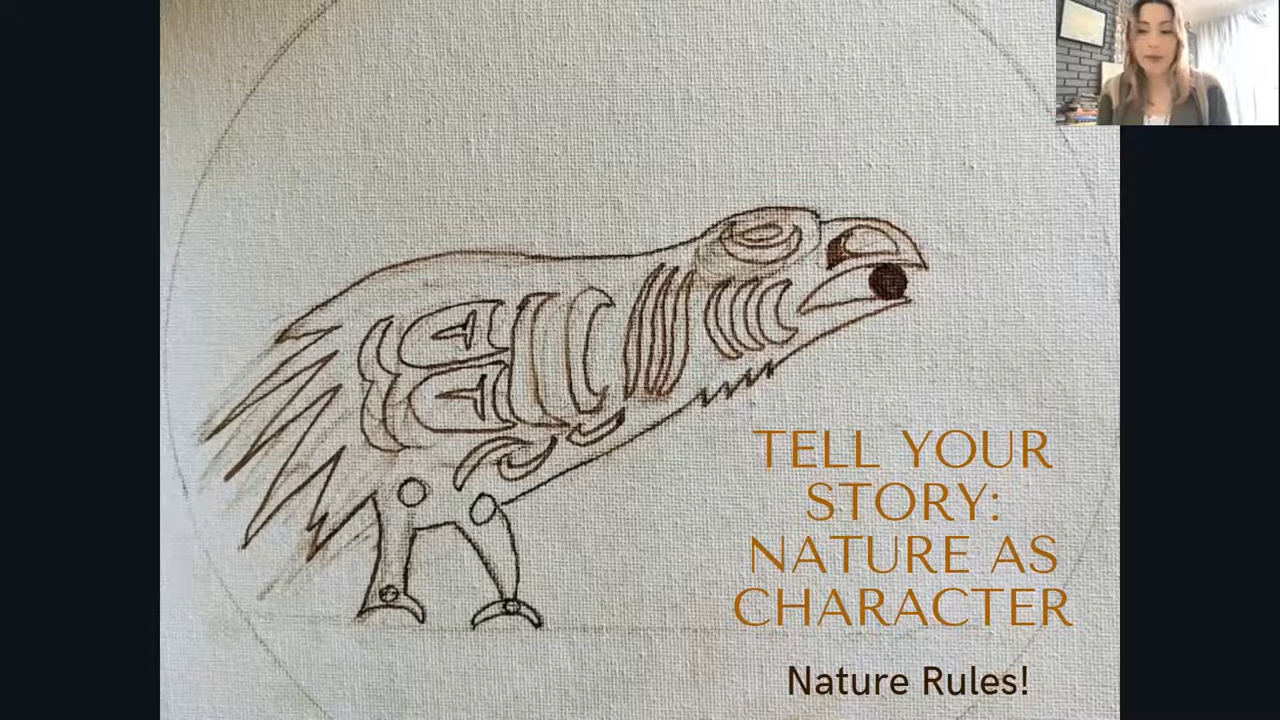 TELL YOUR
STORY:
NATURE AS
CHARACTER
Nature Rules!